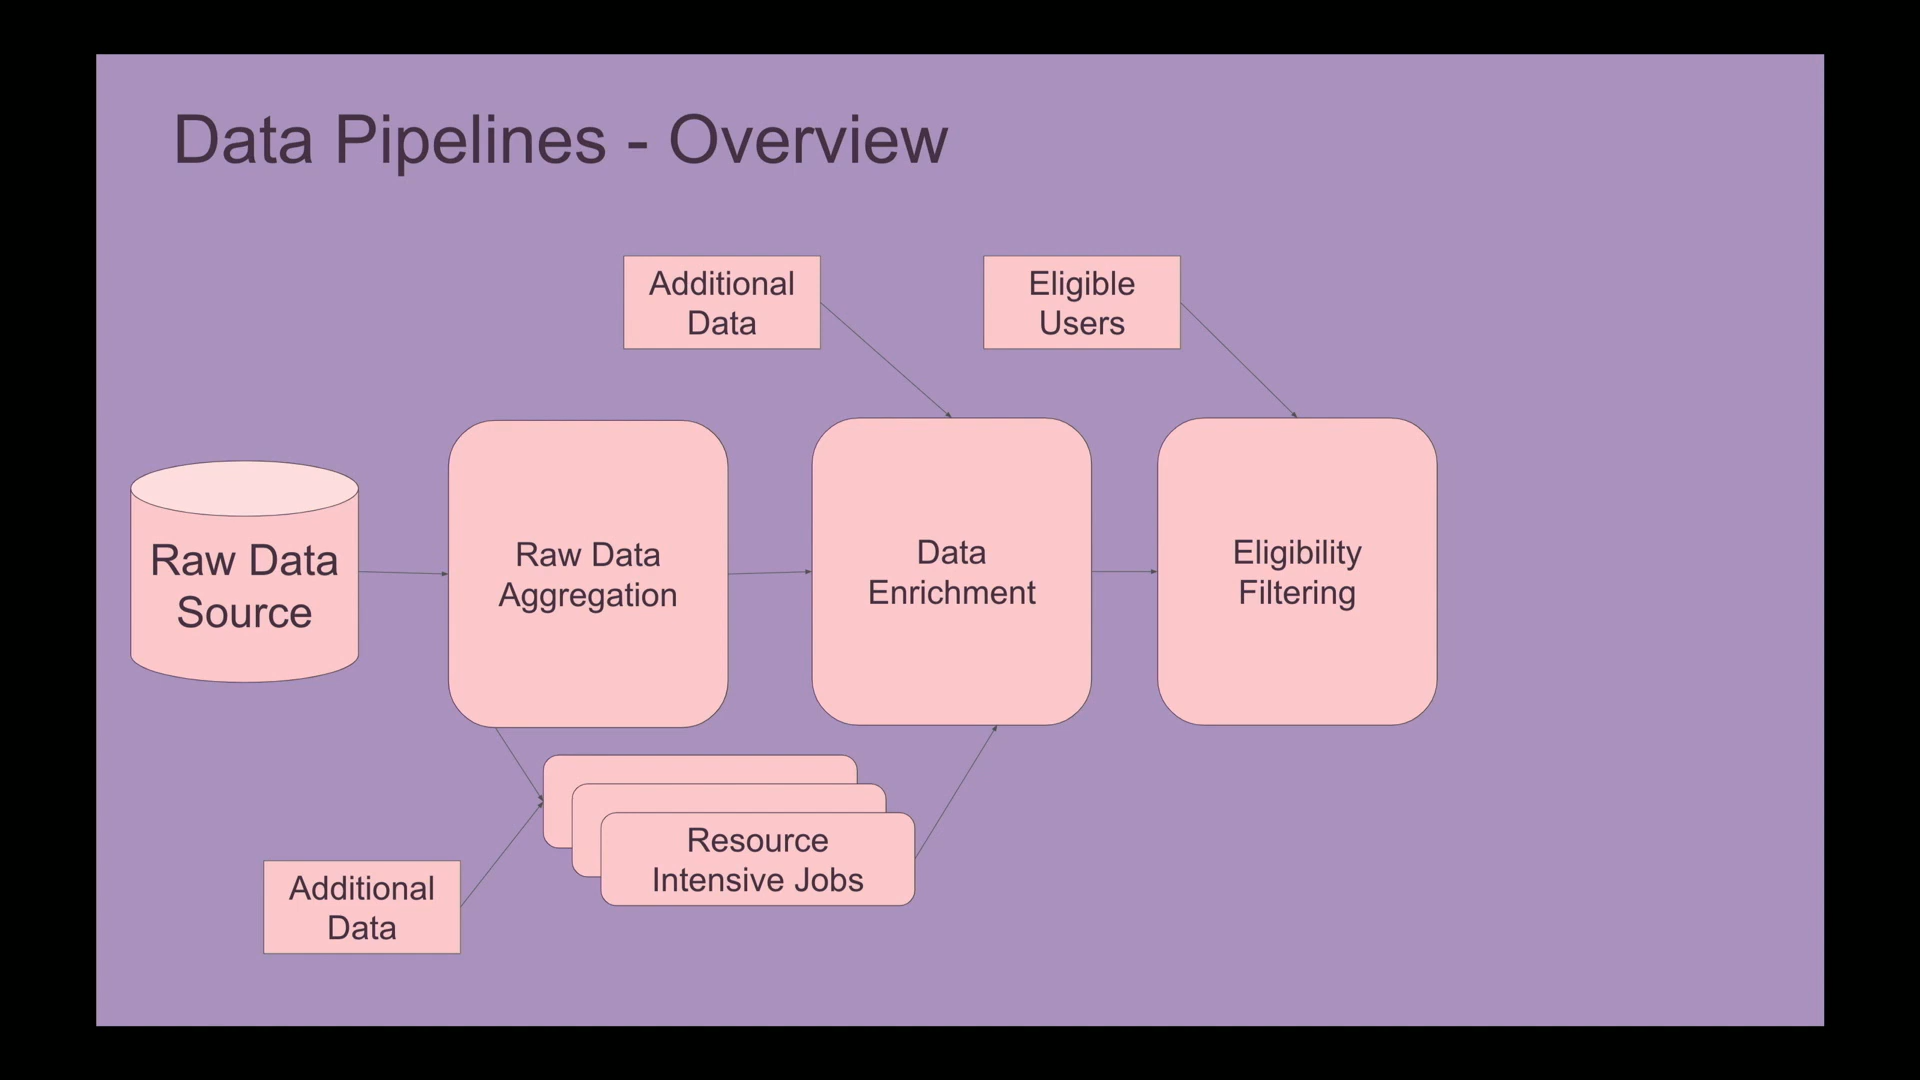 Data Pipelines - Overview
Additional
Data
Eligible
Users
Raw Data
Source
Raw Data
Aggregation
Data
Enrichment
Eligibility
Filtering
Resource
Intensive Jobs
Additional
Data